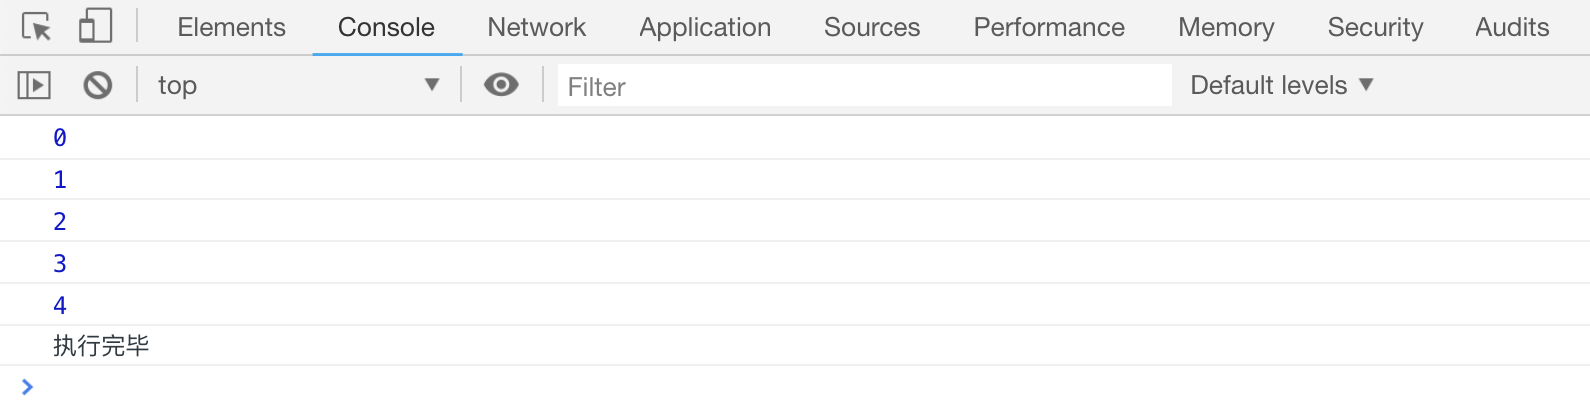 Elements Console Network Application Sources Performance Memory Security Audits
top Filter Default levels
0
1
2
3
4
执行完毕